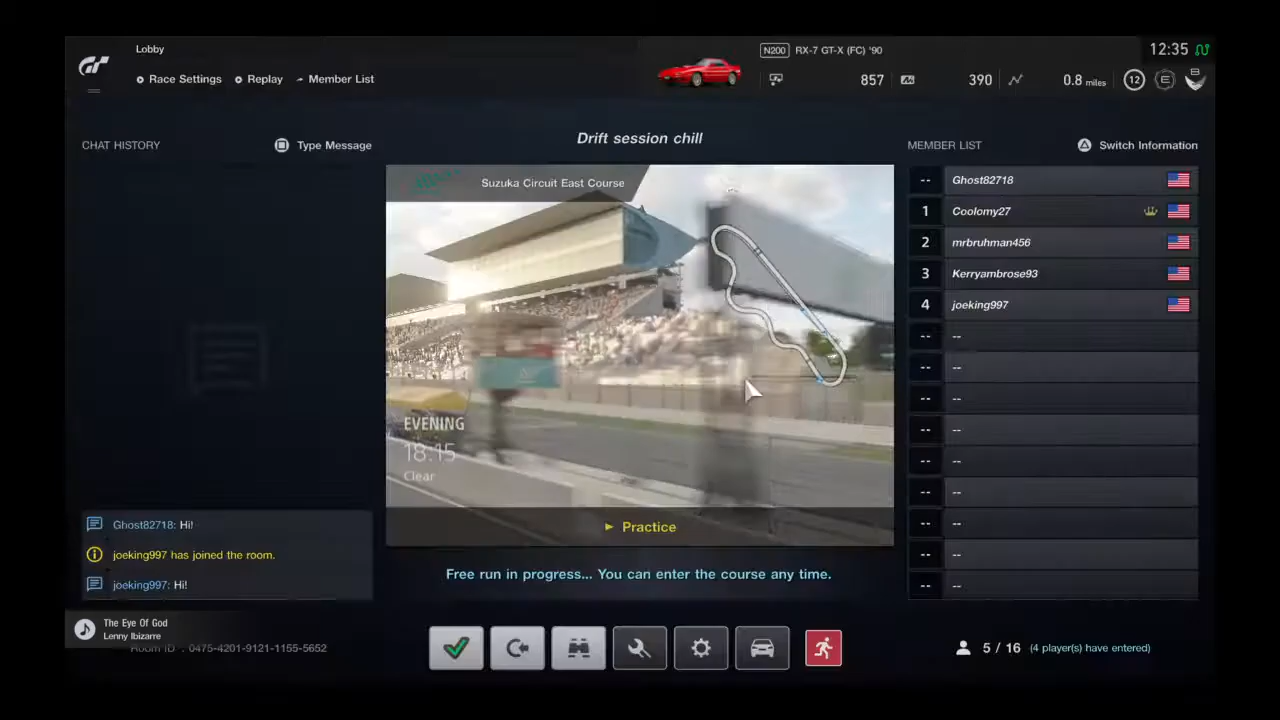 Lobby
N200 RX-7 GT-X (FC) '90
12:35
Race Settings Replay Member List
857 390 0.8 miles 12 E B
CHAT HISTORY
Type Message
Drift session chill
MEMBER LIST
Switch Information
Suzuka Circuit East Course
EVENING
18:15
Clear
Practice
Free run in progress... You can enter the course any time.
-- Ghost82718
1 Coolomy27
2 mrbruhman456
3 Kerryambrose93
4 joeking997
-- --
-- --
-- --
-- --
-- --
-- --
-- --
-- --
-- --
Ghost82718: Hi!
joeking997 has joined the room.
joeking997: Hi!
The Eye Of God
Lenny Ibizarre
Room ID : 0475-4201-9121-1155-5652
5 / 16 (4 player(s) have entered)